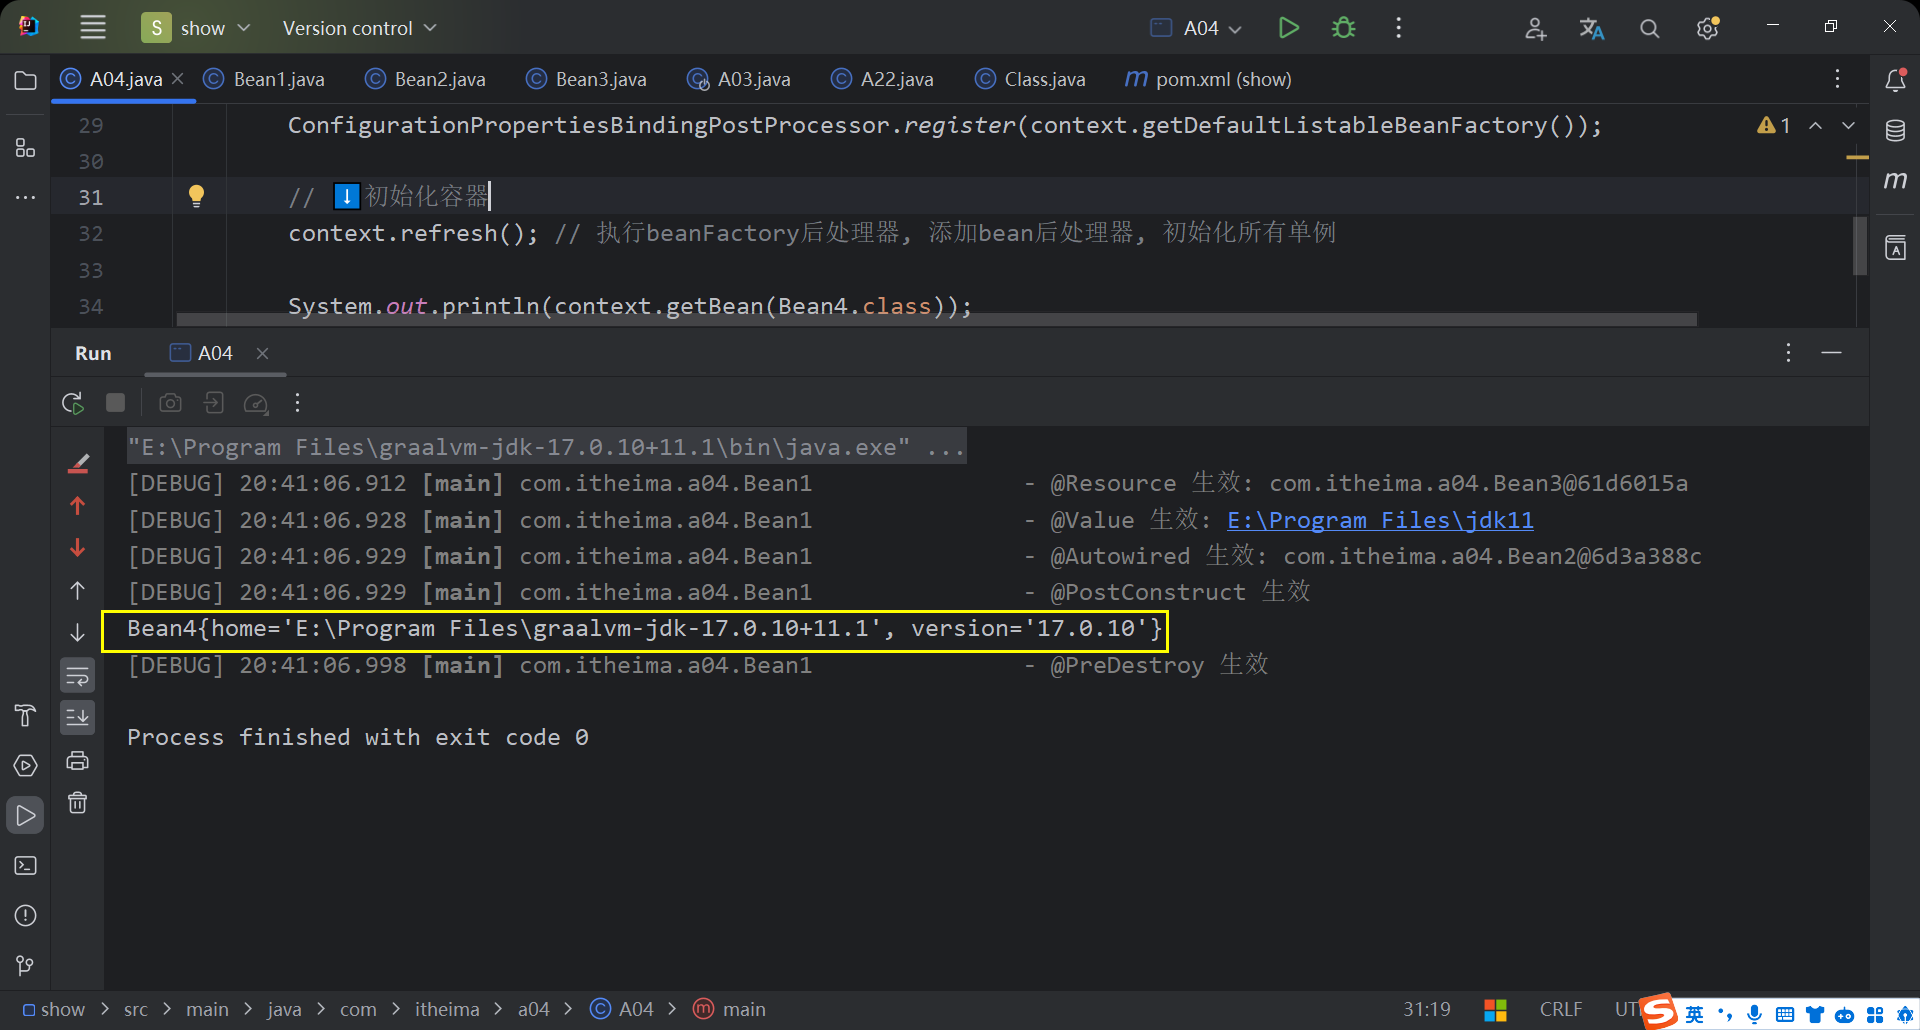 S show Version control A04
A04.java Bean1.java Bean2.java Bean3.java A03.java A22.java Class.java m pom.xml (show)
29 ConfigurationPropertiesBindingPostProcessor.register(context.getDefaultListableBeanFactory()); 1
30
31 // ⬇️初始化容器
32 context.refresh(); // 执行beanFactory后处理器, 添加bean后处理器, 初始化所有单例
33
34 System.out.println(context.getBean(Bean4.class));
Run A04
"E:\Program Files\graalvm-jdk-17.0.10+11.1\bin\java.exe" ...
[DEBUG] 20:41:06.912 [main] com.itheima.a04.Bean1 - @Resource 生效: com.itheima.a04.Bean3@61d6015a
[DEBUG] 20:41:06.928 [main] com.itheima.a04.Bean1 - @Value 生效: E:\Program Files\jdk11
[DEBUG] 20:41:06.929 [main] com.itheima.a04.Bean1 - @Autowired 生效: com.itheima.a04.Bean2@6d3a388c
[DEBUG] 20:41:06.929 [main] com.itheima.a04.Bean1 - @PostConstruct 生效
Bean4{home='E:\Program Files\graalvm-jdk-17.0.10+11.1', version='17.0.10'}
[DEBUG] 20:41:06.998 [main] com.itheima.a04.Bean1 - @PreDestroy 生效
Process finished with exit code 0
show > src > main > java > com > itheima > a04 > A04 > main 31:19 CRLF UT 英